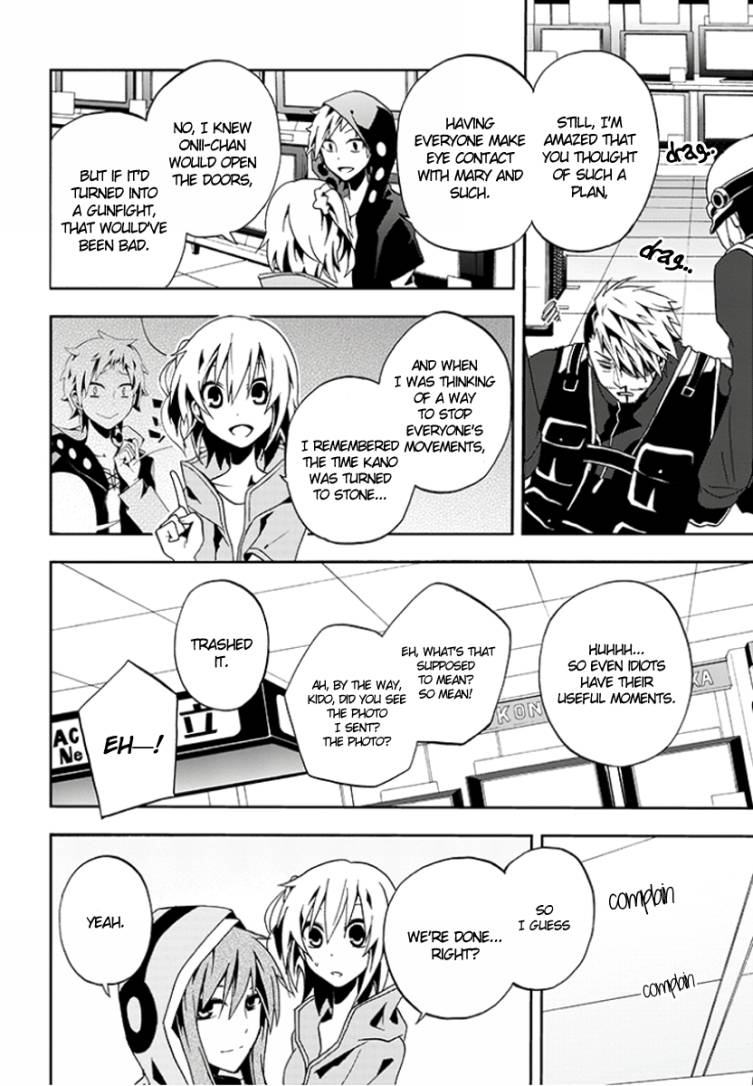 drag..
drag...
STILL, I'M
AMAZED THAT
YOU THOUGHT
OF SUCH A
PLAN,
HAVING
EVERYONE MAKE
EYE CONTACT
WITH MARY AND
SUCH.
NO, I KNEW
ONII-CHAN
WOULD OPEN
THE DOORS,
BUT IF IT'D
TURNED INTO
A GUNFIGHT,
THAT WOULD'VE
BEEN BAD.
AND WHEN
I WAS THINKING
OF A WAY
TO STOP
EVERYONE'S
MOVEMENTS,
I REMEMBERED
THE TIME KANO
WAS TURNED
TO STONE...
HUHHH...
SO EVEN IDIOTS
HAVE THEIR
USEFUL MOMENTS.
EH, WHAT'S THAT
SUPPOSED
TO MEAN?
SO MEAN!
AH, BY THE WAY,
KIDO, DID YOU SEE
THE PHOTO
I SENT?
THE PHOTO?
TRASHED
IT.
EH—!
AC
Ne
立
KON
KA
complain
complain
SO
I GUESS
WE'RE DONE...
RIGHT?
YEAH.